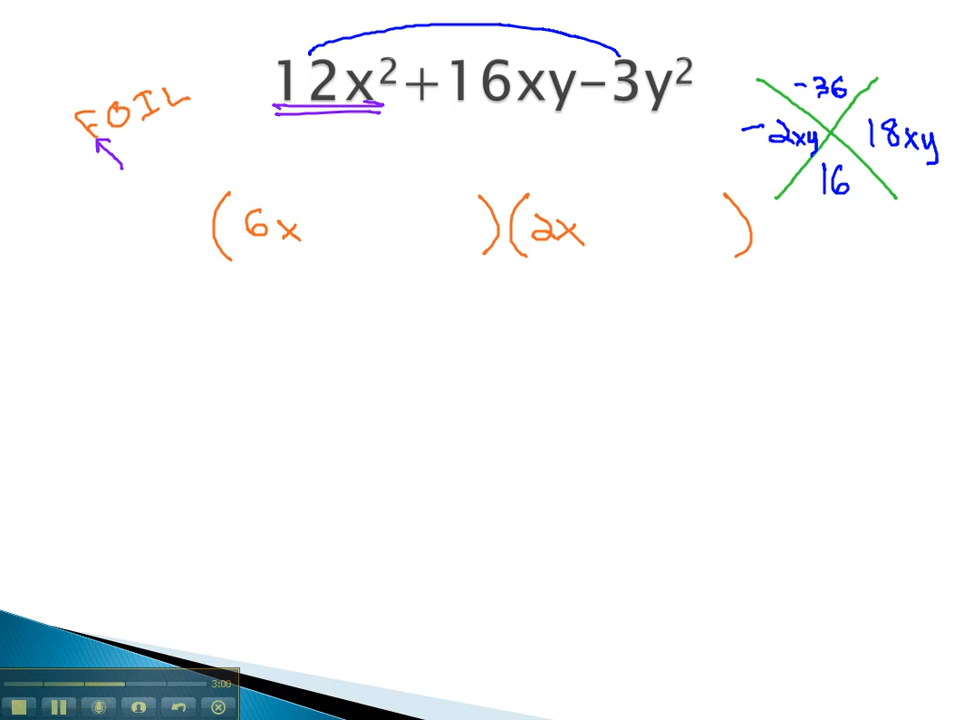 12x²+16xy−3y²
FOIL
-36
-2xy 18xy
16
(6x )(2x )
3:00